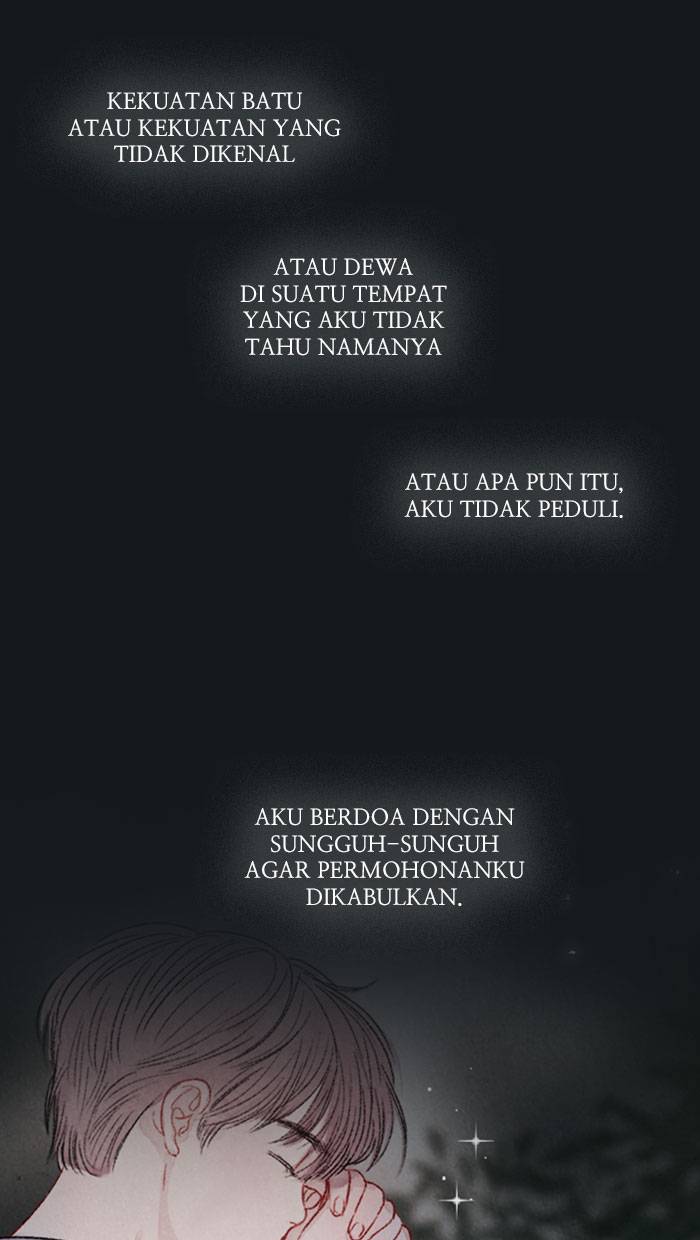 KEKUATAN BATU
ATAU KEKUATAN YANG
TIDAK DIKENAL
ATAU DEWA
DI SUATU TEMPAT
YANG AKU TIDAK
TAHU NAMANYA
ATAU APA PUN ITU,
AKU TIDAK PEDULI.
AKU BERDOA DENGAN
SUNGGUH-SUNGUH
AGAR PERMOHONANKU
DIKABULKAN.